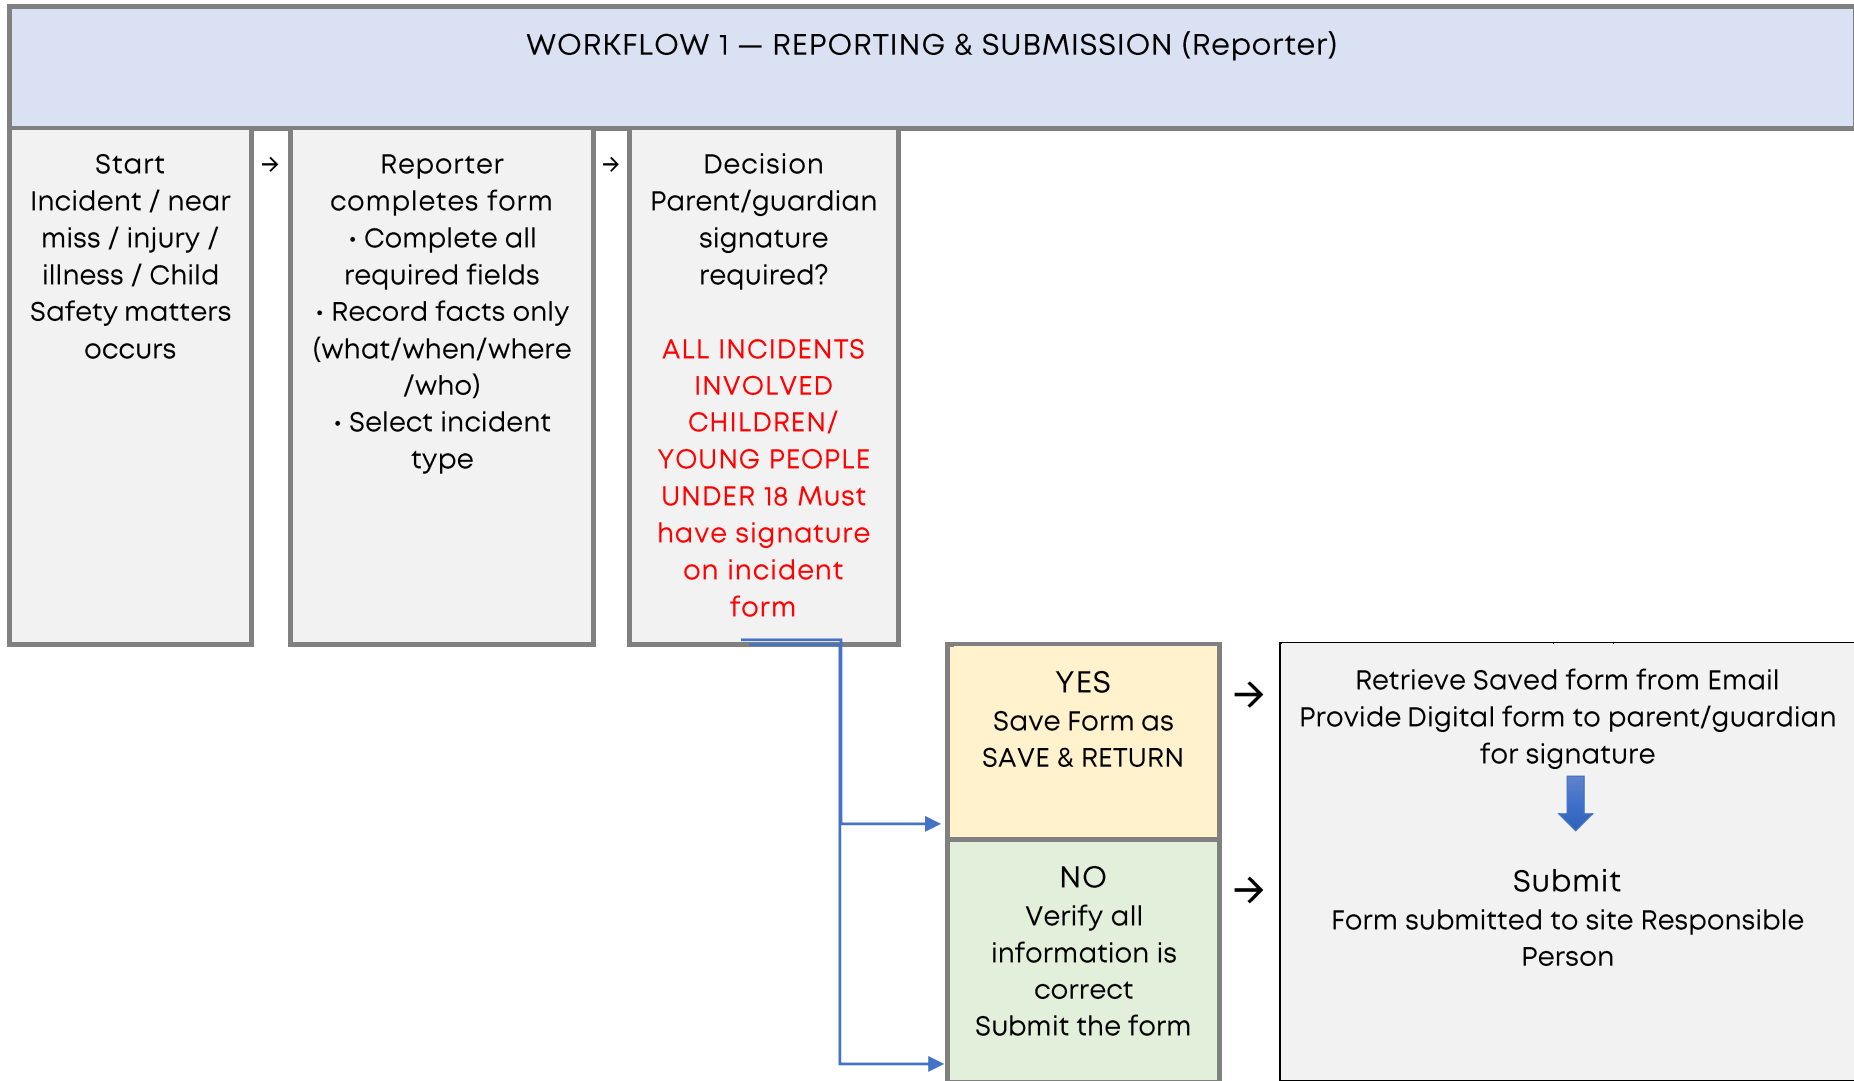 WORKFLOW 1 — REPORTING & SUBMISSION (Reporter)
Start
Incident / near
miss / injury /
illness / Child
Safety matters
occurs
→
Reporter
completes form
• Complete all
required fields
• Record facts only
(what/when/where
/who)
• Select incident
type
→
Decision
Parent/guardian
signature
required?
ALL INCIDENTS
INVOLVED
CHILDREN/
YOUNG PEOPLE
UNDER 18 Must
have signature
on incident
form
YES
Save Form as
SAVE & RETURN
→
Retrieve Saved form from Email
Provide Digital form to parent/guardian
for signature
NO
Verify all
information is
correct
Submit the form
→
Submit
Form submitted to site Responsible
Person